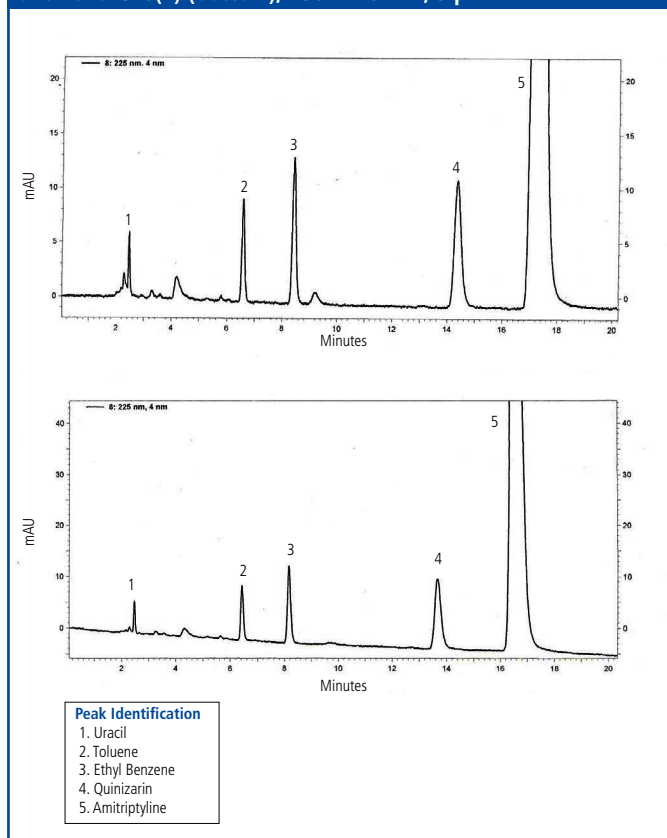 8: 225 nm. 4 nm
5
20 20
15 15
3
4
2
10 10
mAU
1
5 5
0 0
2 4 6 8 10 12 14 16 18 20
Minutes
8: 225 nm, 4 nm
5
40 40
30 30
mAU
20 20
3
4
2
1
10 10
0 0
2 4 6 8 10 12 14 16 18 20
Minutes
Peak Identification
1. Uracil
2. Toluene
3. Ethyl Benzene
4. Quinizarin
5. Amitriptyline